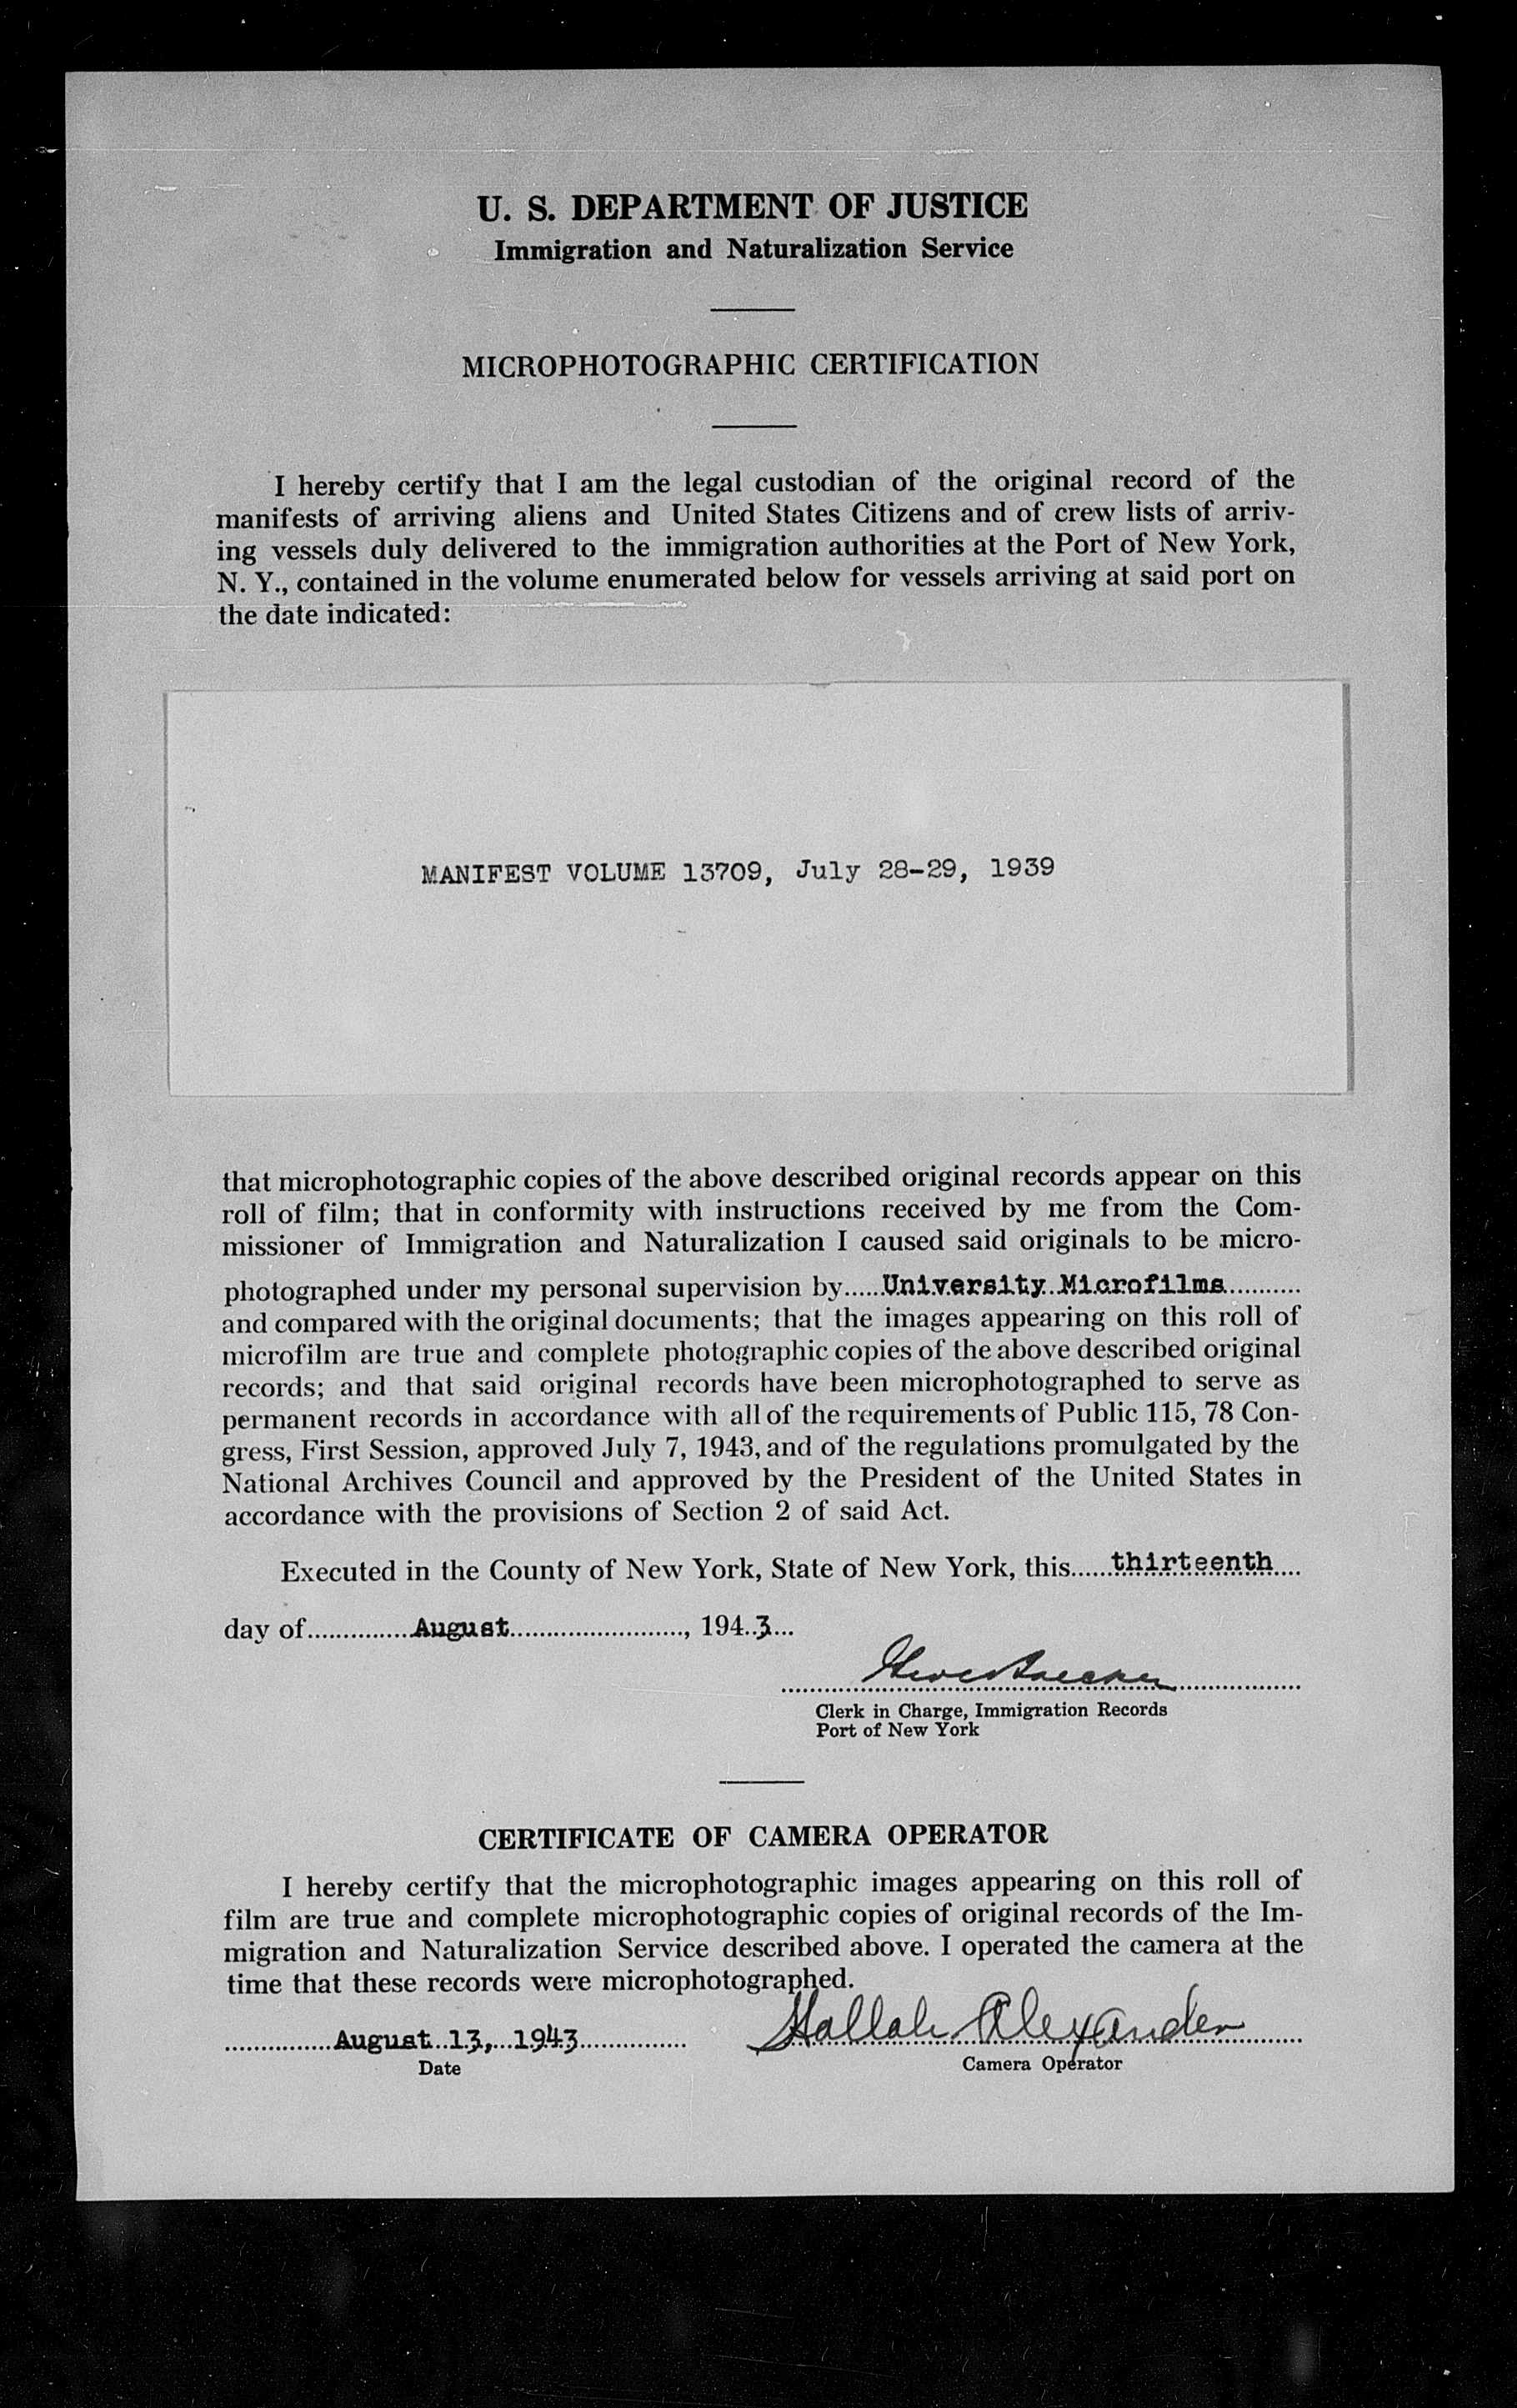 U. S. DEPARTMENT OF JUSTICE
Immigration and Naturalization Service
MICROPHOTOGRAPHIC CERTIFICATION
I hereby certify that I am the legal custodian of the original record of the
manifests of arriving aliens and United States Citizens and of crew lists of arriv-
ing vessels duly delivered to the immigration authorities at the Port of New York,
N. Y., contained in the volume enumerated below for vessels arriving at said port on
the date indicated:
MANIFEST VOLUME 13709, July 28-29, 1939
that microphotographic copies of the above described original records appear on this
roll of film; that in conformity with instructions received by me from the Com-
missioner of Immigration and Naturalization I caused said originals to be micro-
photographed under my personal supervision by......University Microfilms...........
and compared with the original documents; that the images appearing on this roll of
microfilm are true and complete photographic copies of the above described original
records; and that said original records have been microphotographed to serve as
permanent records in accordance with all of the requirements of Public 115, 78 Con-
gress, First Session, approved July 7, 1943, and of the regulations promulgated by the
National Archives Council and approved by the President of the United States in
accordance with the provisions of Section 2 of said Act.
Executed in the County of New York, State of New York, this......thirteenth....
day of...............August........................., 194..3...
Clerk in Charge, Immigration Records
Port of New York
CERTIFICATE OF CAMERA OPERATOR
I hereby certify that the microphotographic images appearing on this roll of
film are true and complete microphotographic copies of original records of the Im-
migration and Naturalization Service described above. I operated the camera at the
time that these records were microphotographed.
...............August 13, 1943............... Alexander
Date Camera Operator